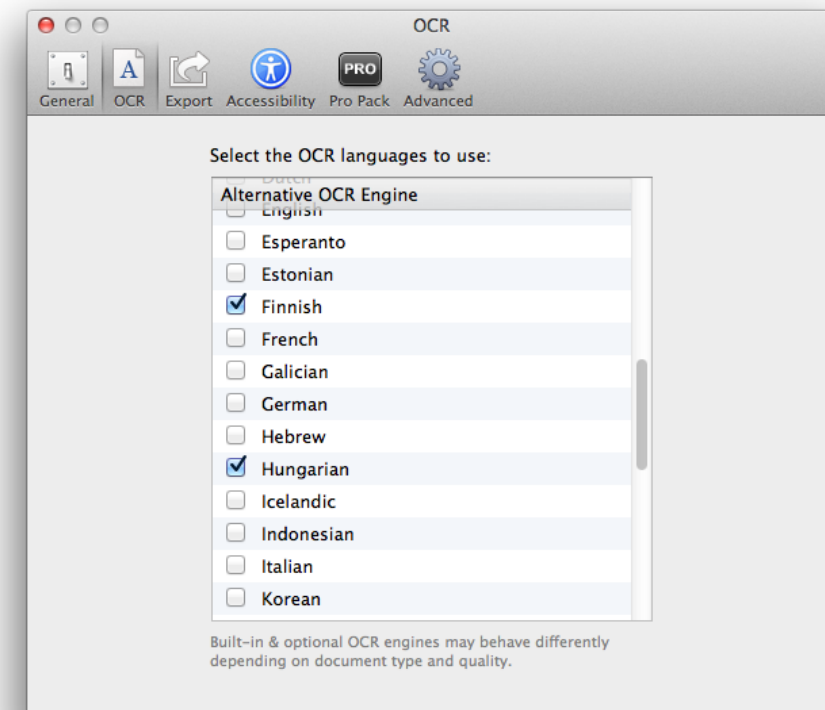 OCR
General OCR Export Accessibility PRO Pro Pack Advanced
Select the OCR languages to use:
Dutch
Alternative OCR Engine
English
Esperanto
Estonian
Finnish
French
Galician
German
Hebrew
Hungarian
Icelandic
Indonesian
Italian
Korean
Built-in & optional OCR engines may behave differently
depending on document type and quality.